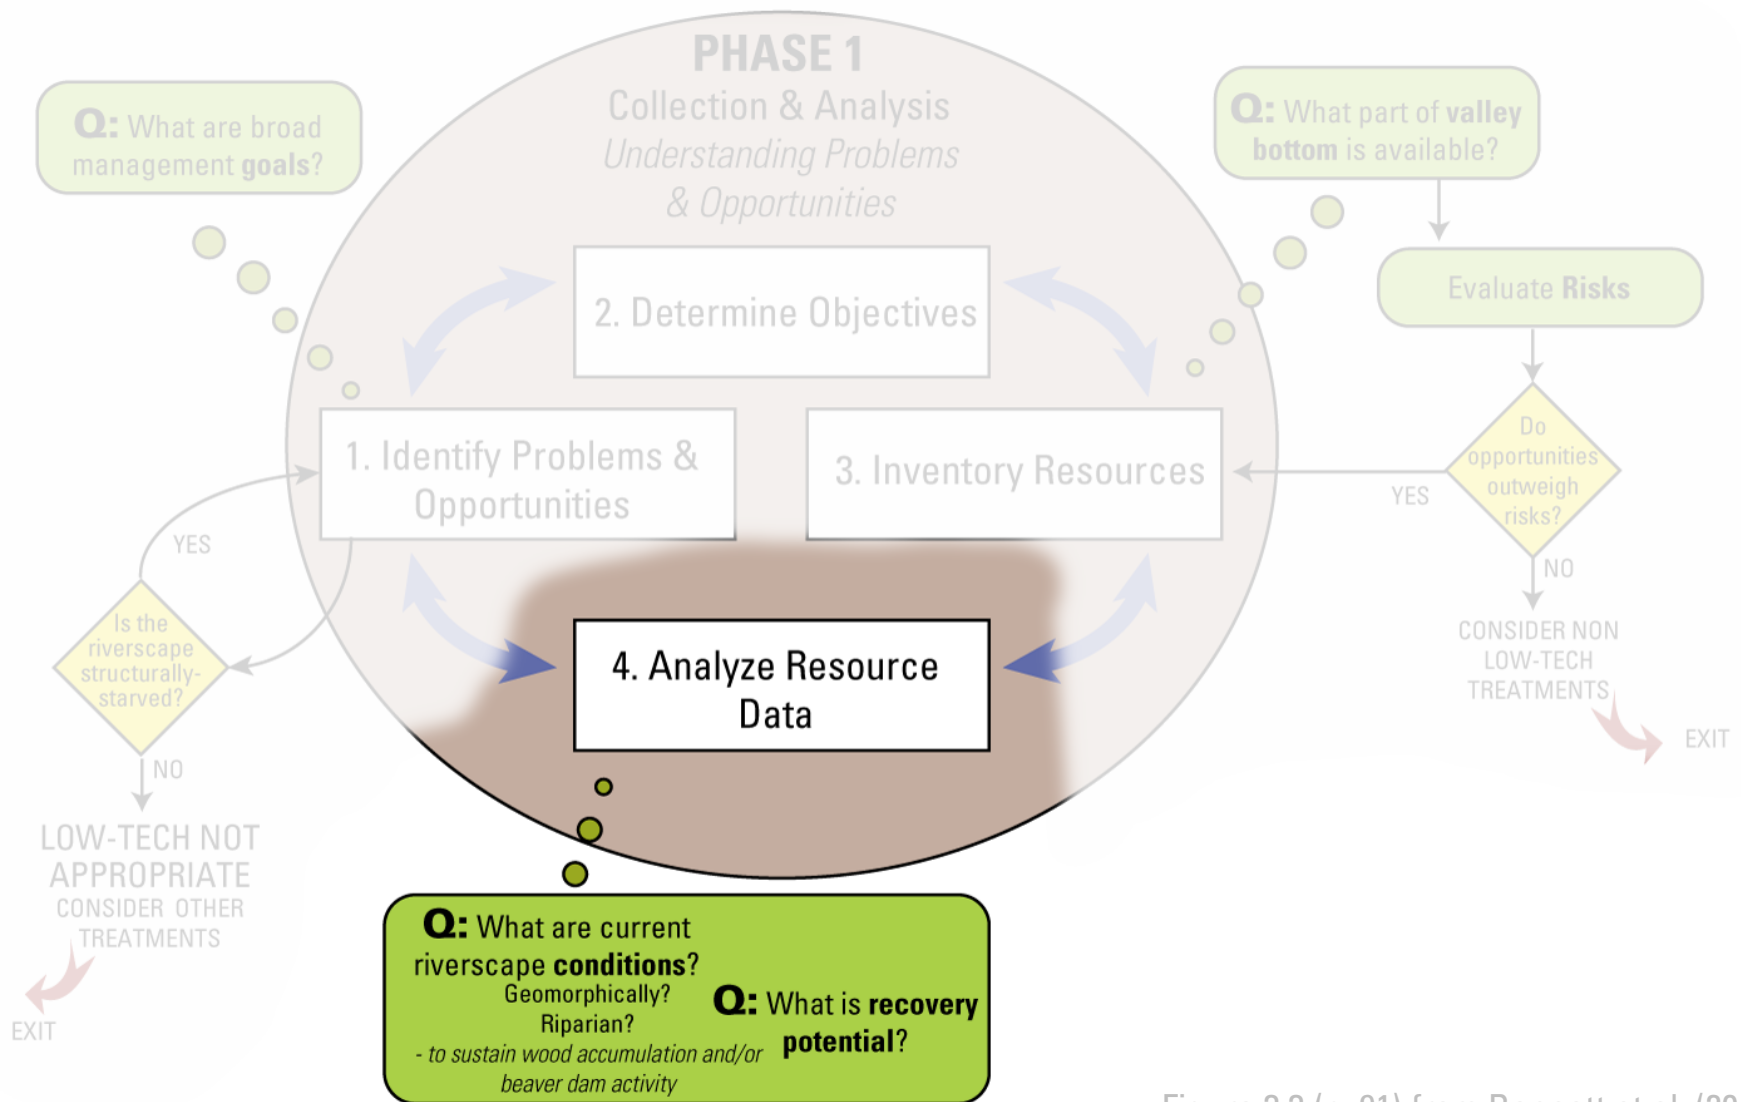 PHASE 1
Collection & Analysis
Understanding Problems
& Opportunities
Q: What are broad
management goals?
Q: What part of valley
bottom is available?
Evaluate Risks
2. Determine Objectives
1. Identify Problems &
Opportunities
3. Inventory Resources
Do
opportunities
outweigh
risks?
YES
NO
CONSIDER NON
LOW-TECH
TREATMENTS
EXIT
YES
Is the
riverscape
structurally-
starved?
NO
LOW-TECH NOT
APPROPRIATE
CONSIDER OTHER
TREATMENTS
EXIT
4. Analyze Resource
Data
Q: What are current
riverscape conditions?
Geomorphically?
Riparian?
- to sustain wood accumulation and/or
beaver dam activity
Q: What is recovery
potential?